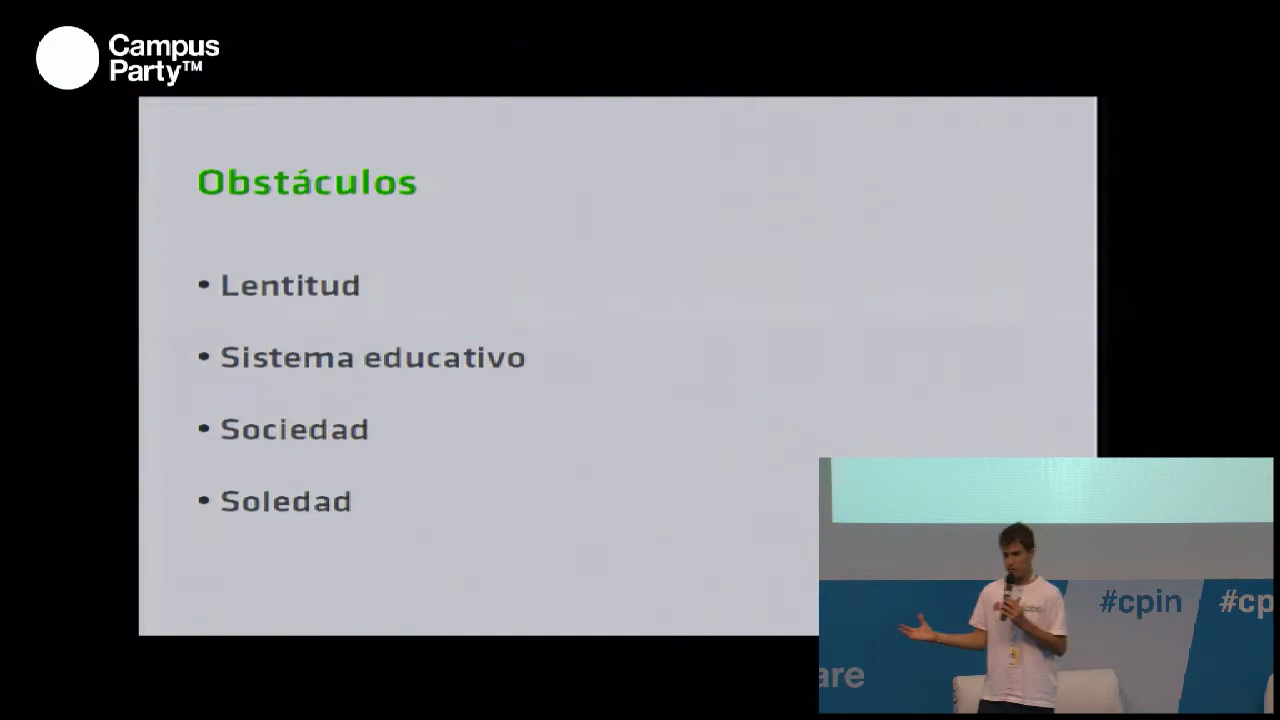 Campus
Party™
Obstáculos
• Lentitud
• Sistema educativo
• Sociedad
• Soledad
#cpin
#cp
are